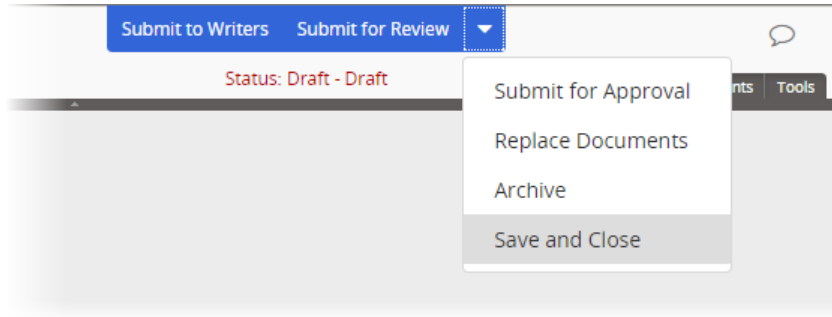 Submit to Writers Submit for Review
Status: Draft - Draft
Submit for Approval
nts Tools
Replace Documents
Archive
Save and Close